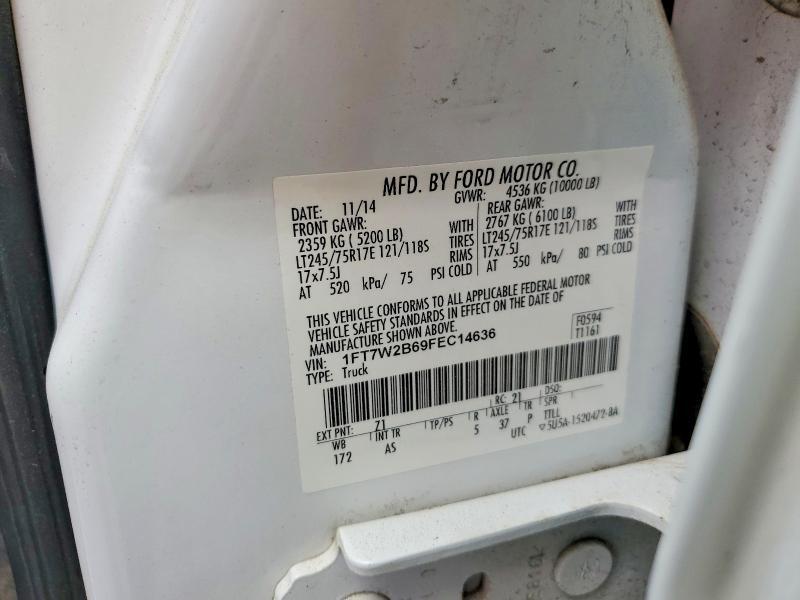 MFD. BY FORD MOTOR CO.
DATE: 11/14 GVWR: 4536 KG (10000 LB)
FRONT GAWR: REAR GAWR:
2359 KG ( 5200 LB) WITH 2767 KG ( 6100 LB) WITH
LT245/75R17E 121/118S TIRES LT245/75R17E 121/118S TIRES
17x7.5J RIMS 17x7.5J RIMS
AT 520 kPa/ 75 PSI COLD AT 550 kPa/ 80 PSI COLD
THIS VEHICLE CONFORMS TO ALL APPLICABLE FEDERAL MOTOR
VEHICLE SAFETY STANDARDS IN EFFECT ON THE DATE OF
MANUFACTURE SHOWN ABOVE.
VIN: 1FT7W2B69FEC14636 F0594
TYPE: Truck T1161
EXT PNT: 71 RC: 21 DSO:
WB INT TR TP/PS R AXLE TR SPR
172 AS 5 37 P TTLL
UTC 5U5A-1520472-BA